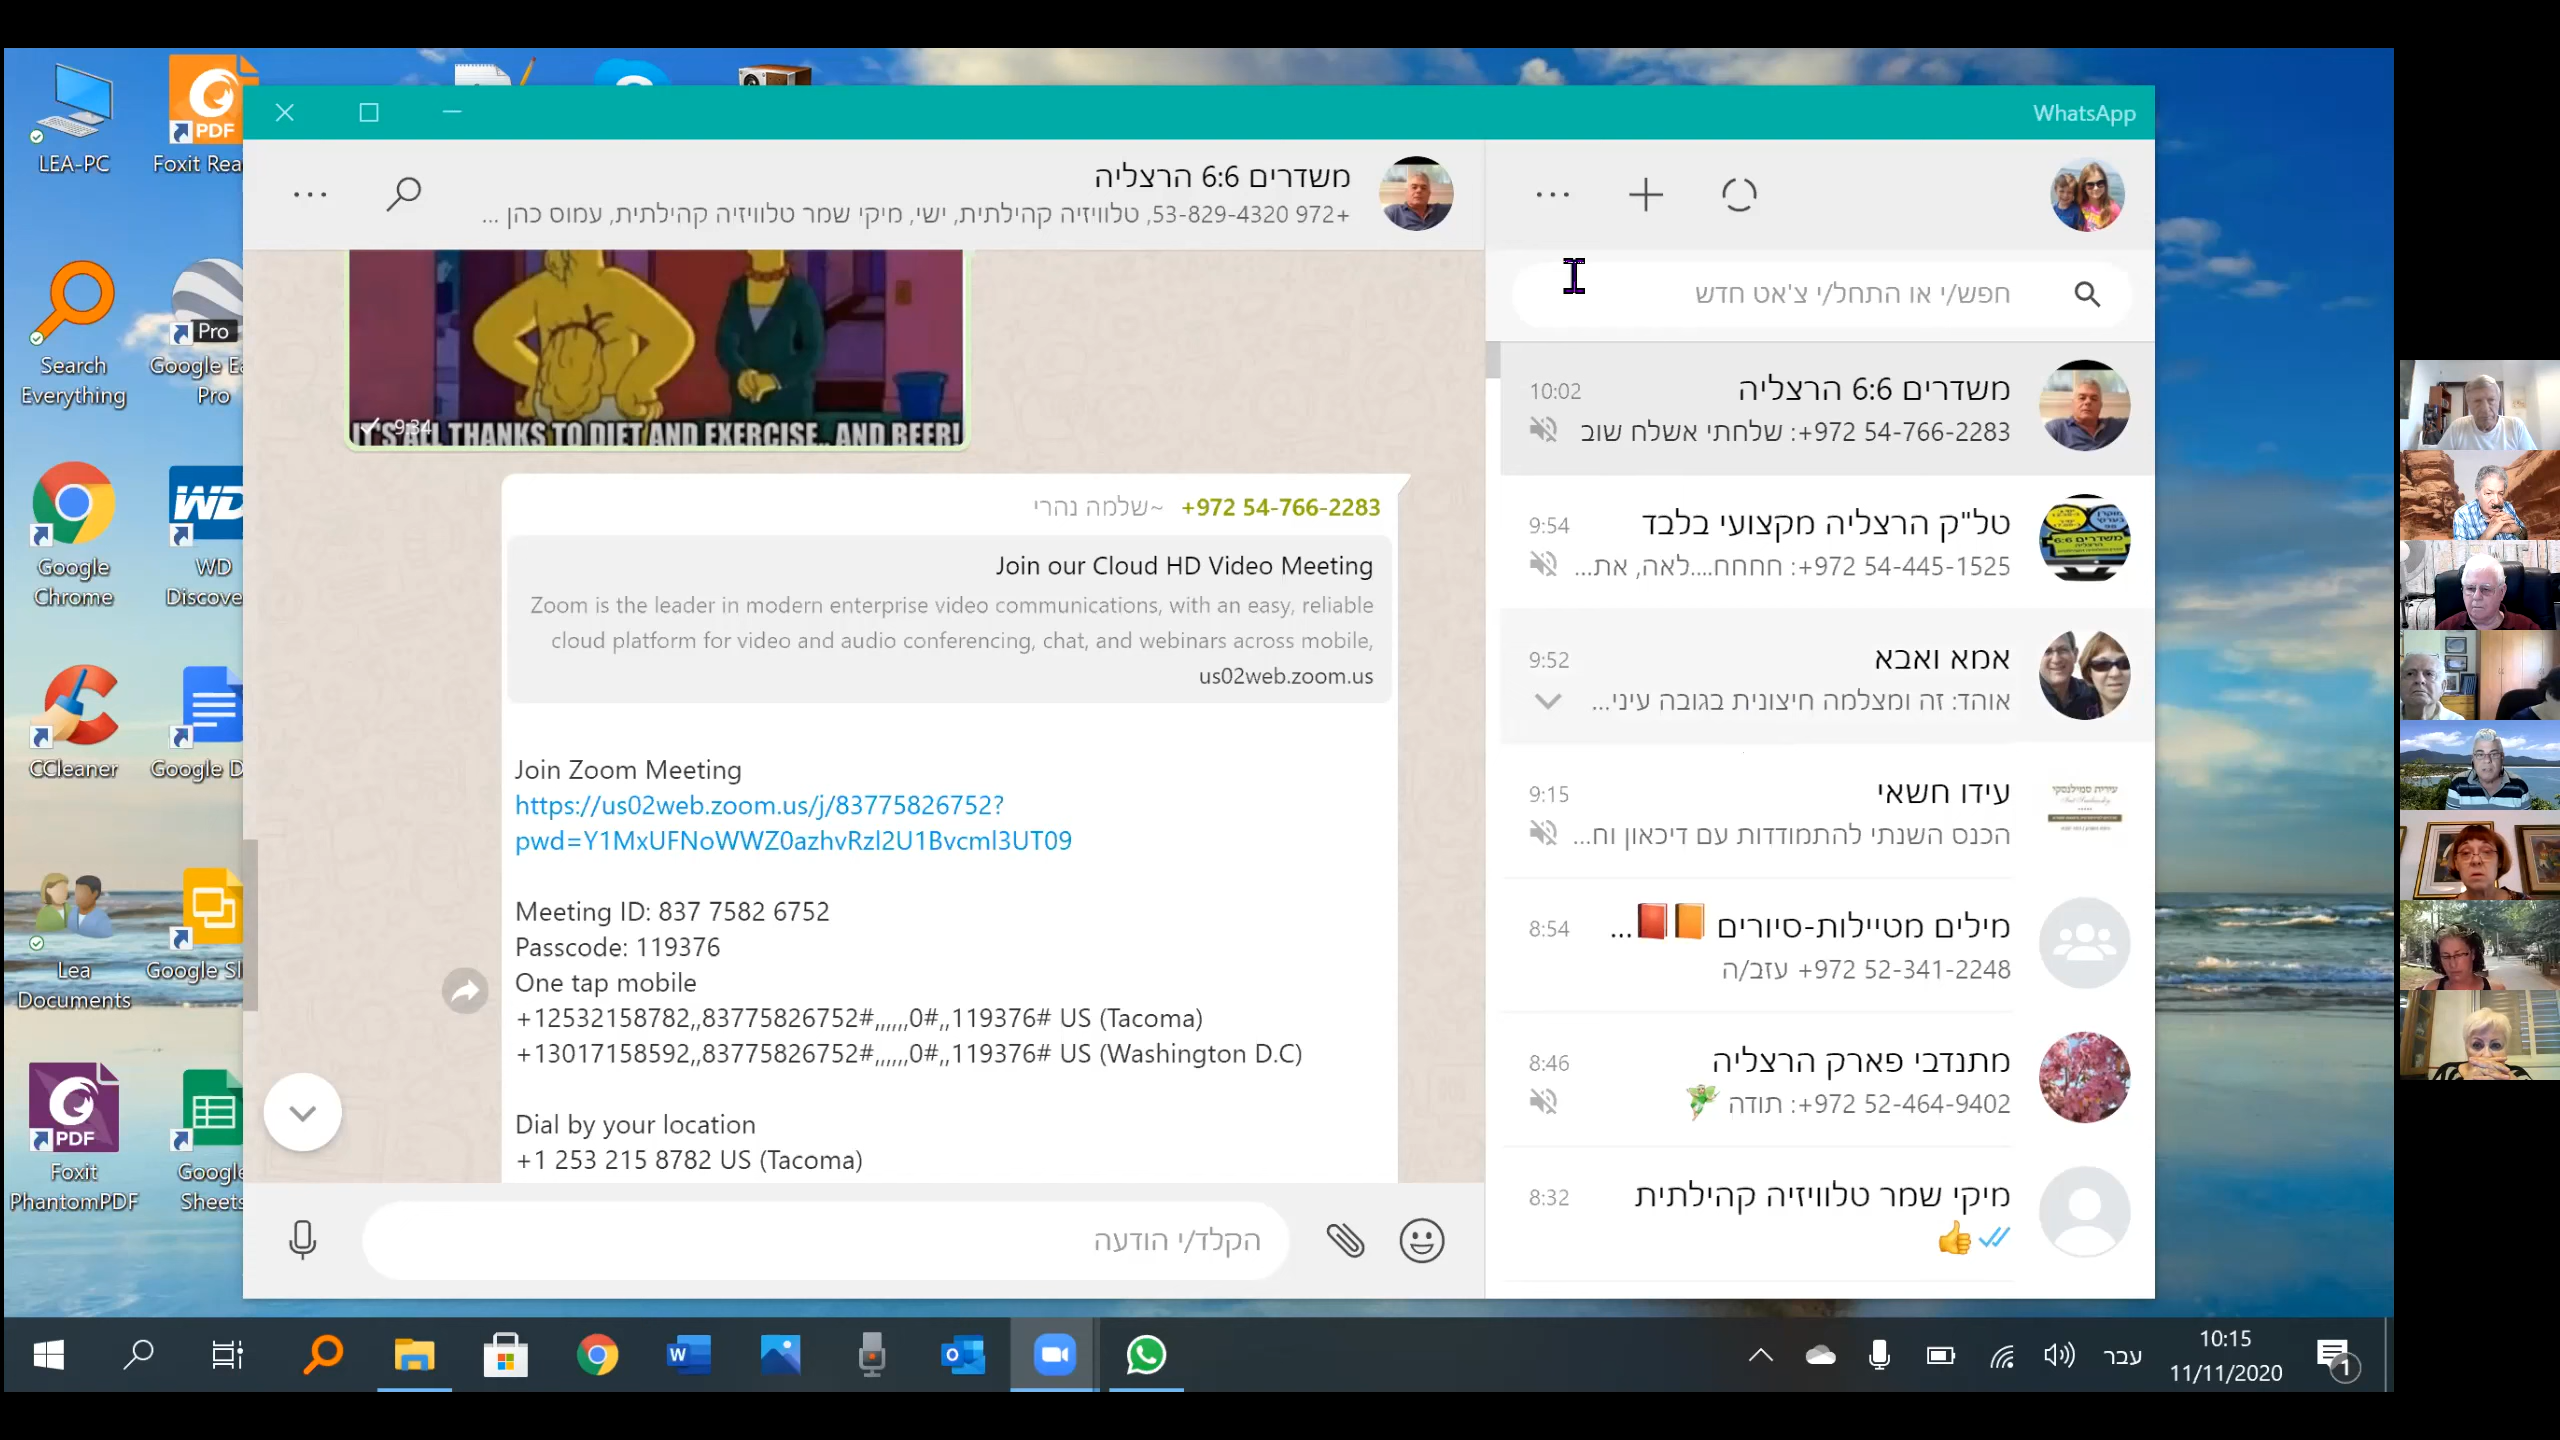 LEA-PC
Foxit Rea
Search
Everything
Google Ea
Pro
Google
Chrome
WD
Discove
CCleaner
Google D
Lea
Documents
Google Sl
Foxit
PhantomPDF
Google
Sheets
WhatsApp
משדרים 6:6 הרצליה
+972 53-829-4320, טלוויזיה קהילתית, ישי, מיקי שמר טלוויזיה קהילתית, עמוס כהן ...
IT'S ALL THANKS TO DIET AND EXERCISE.. AND BEER!
9:34
+972 54-766-2283 ~שלמה נהרי
Join our Cloud HD Video Meeting
Zoom is the leader in modern enterprise video communications, with an easy, reliable
cloud platform for video and audio conferencing, chat, and webinars across mobile,
us02web.zoom.us
Join Zoom Meeting
https://us02web.zoom.us/j/83775826752?
pwd=Y1MxUFNoWWZ0azhvRzl2U1Bvcml3UT09
Meeting ID: 837 7582 6752
Passcode: 119376
One tap mobile
+12532158782,,83775826752#,,,,,,0#,,119376# US (Tacoma)
+13017158592,,83775826752#,,,,,,0#,,119376# US (Washington D.C)
Dial by your location
+1 253 215 8782 US (Tacoma)
הקלד/י הודעה
חפש/י או התחל/י צ'אט חדש
משדרים 6:6 הרצליה
10:02
+972 54-766-2283: שלחתי אשלח שוב
טל"ק הרצליה מקצועי בלבד
9:54
+972 54-445-1525: חחחח....לאה, את...
אמא ואבא
9:52
אוהד: זה ומצלמה חיצונית בגובה עיני...
עידו חשאי
9:15
הכנס השנתי להתמודדות עם דיכאון וח...
מילים מטיילות-סיורים ...
8:54
+972 52-341-2248 עזב/ה
מתנדבי פארק הרצליה
8:46
+972 52-464-9402: תודה
מיקי שמר טלוויזיה קהילתית
8:32
עבר
10:15
11/11/2020
1